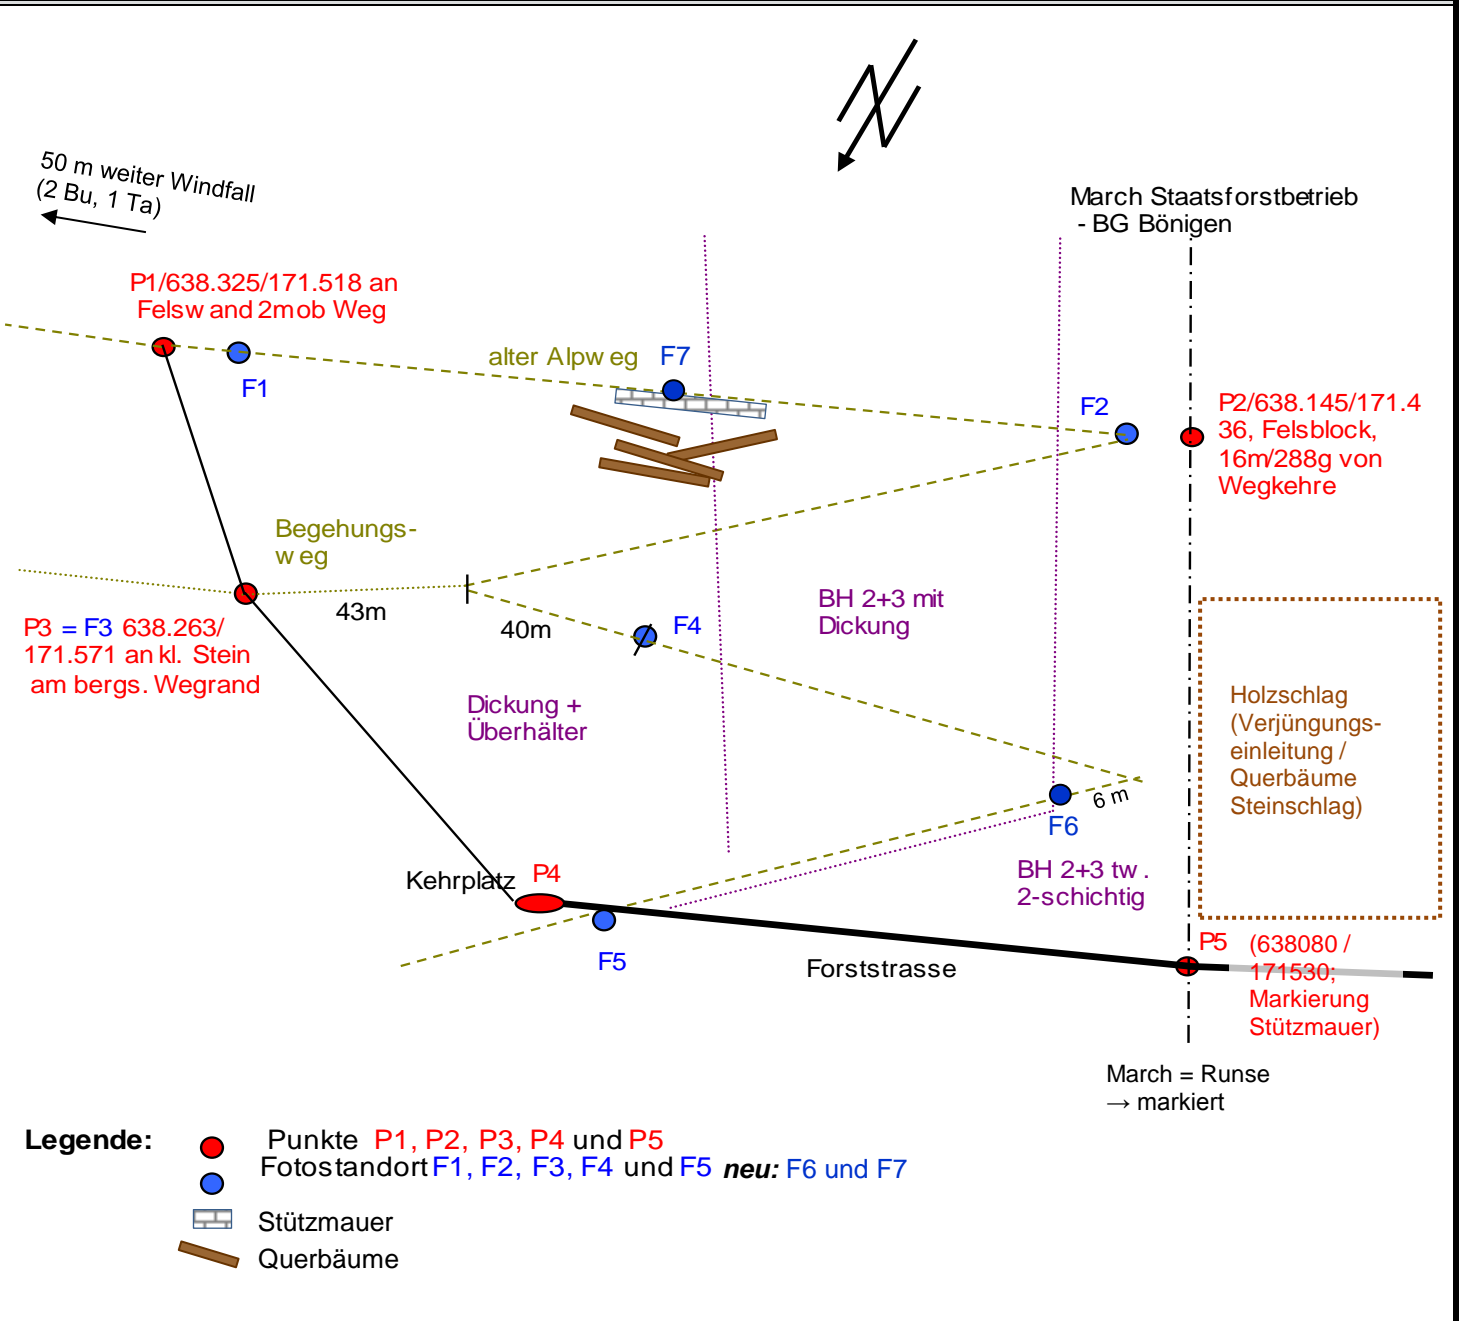 50 m weiter Windfall
(2 Bu, 1 Ta)
March Staatsforstbetrieb
- BG Bönigen
P1/638.325/171.518 an
Felswand 2mob Weg
alter Alpweg
F7
F1
F2
P2/638.145/171.4
36, Felsblock,
16m/288g von
Wegkehre
Begehungs-
weg
43m
40m
F4
BH 2+3 mit
Dickung
P3 = F3 638.263/
171.571 an kl. Stein
am bergs. Wegrand
Dickung +
Überhälter
Holzschlag
(Verjüngungs-
einleitung /
Querbäume
Steinschlag)
6 m
F6
Kehrplatz
P4
BH 2+3 tw.
2-schichtig
F5
Forststrasse
P5
(638080 /
171530;
Markierung
Stützmauer)
March = Runse
→ markiert
Legende:
Punkte P1, P2, P3, P4 und P5
Fotostandort F1, F2, F3, F4 und F5 neu: F6 und F7
Stützmauer
Querbäume